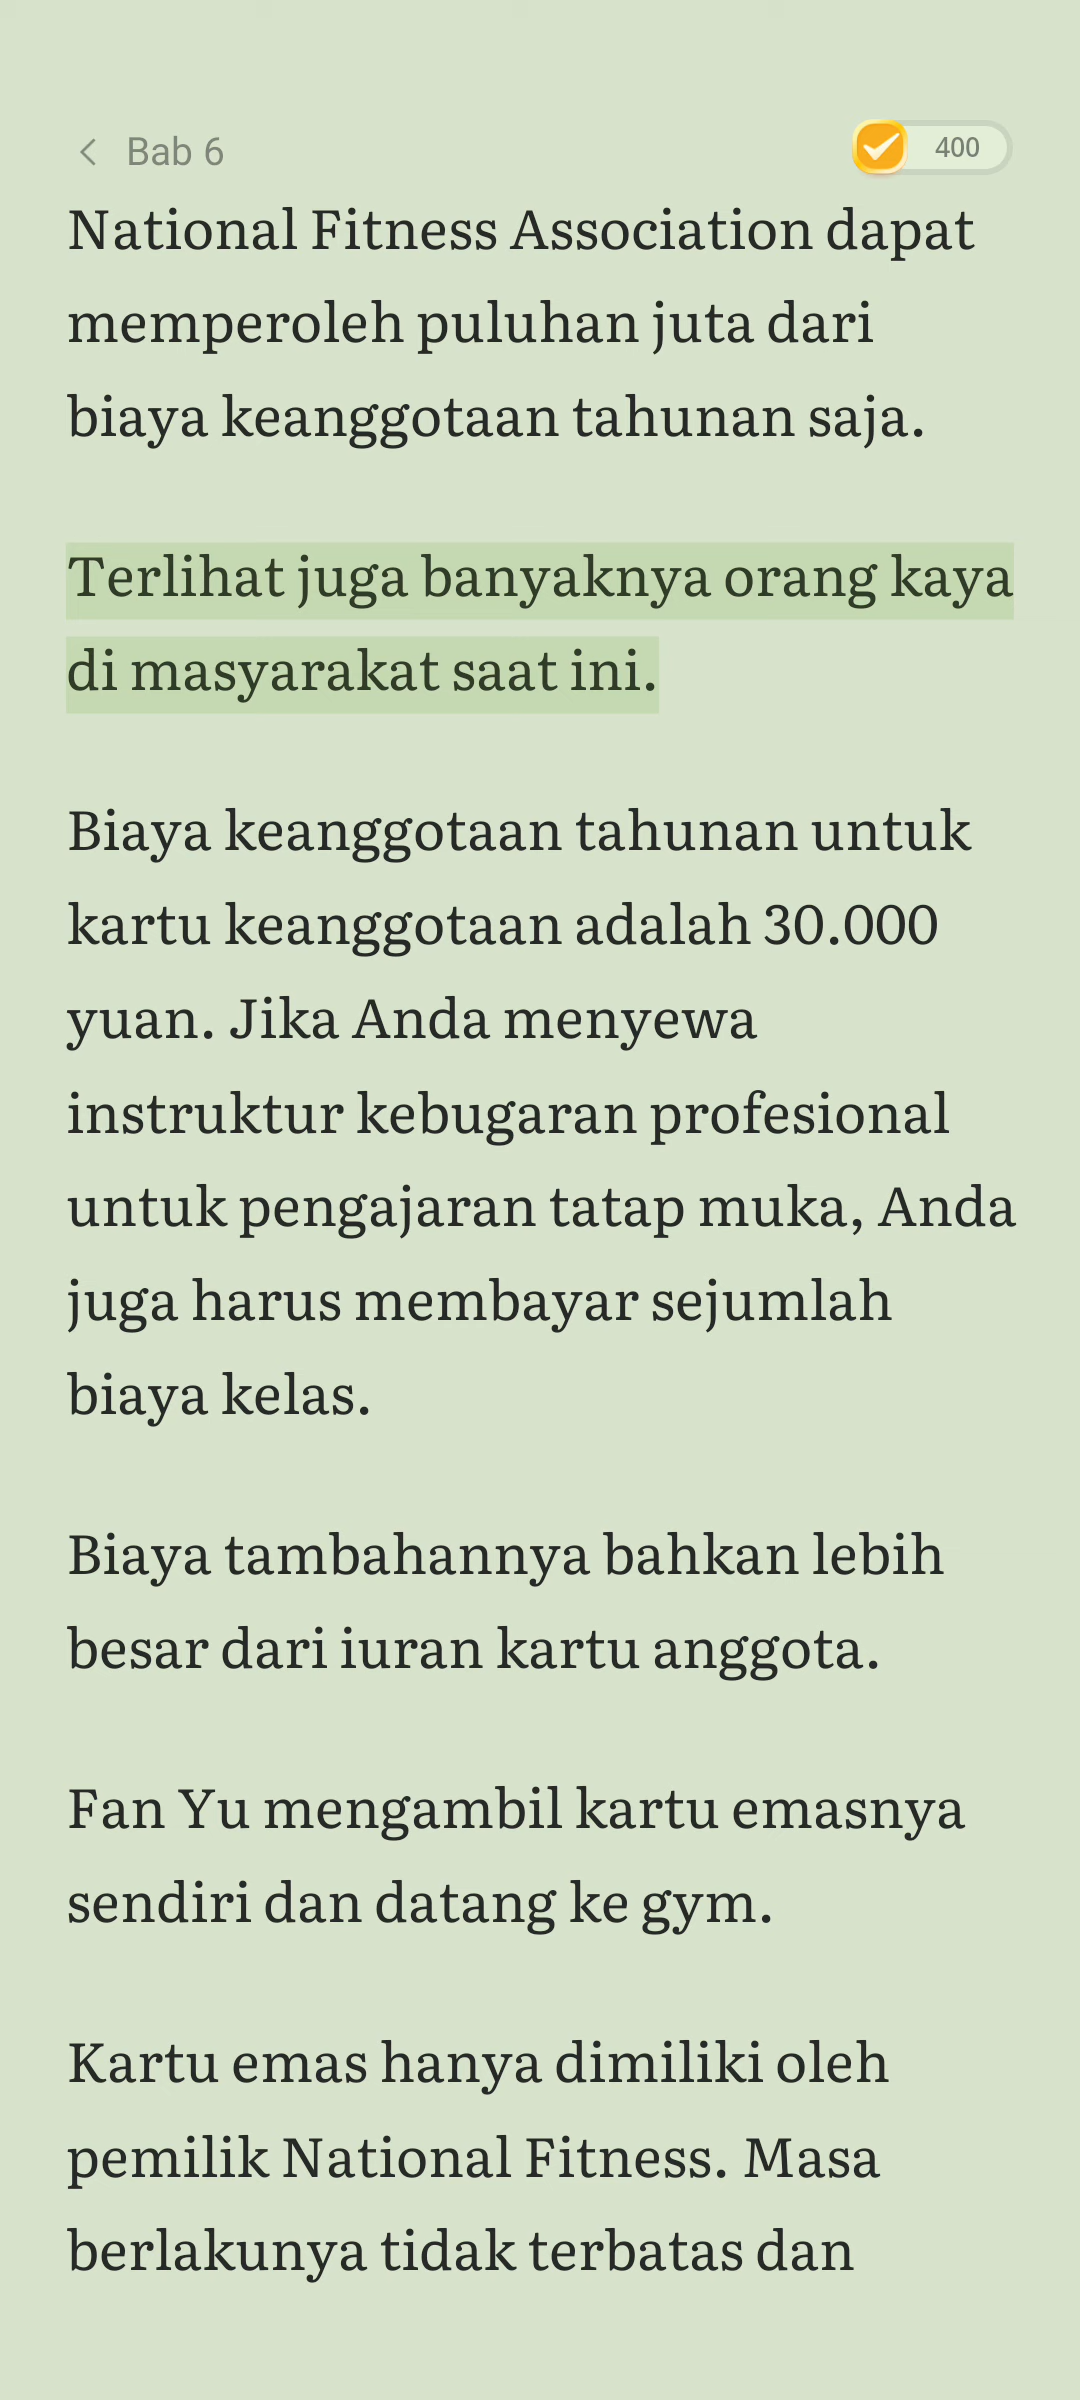 Bab 6
400
National Fitness Association dapat
memperoleh puluhan juta dari
biaya keanggotaan tahunan saja.
Terlihat juga banyaknya orang kaya
di masyarakat saat ini.
Biaya keanggotaan tahunan untuk
kartu keanggotaan adalah 30.000
yuan. Jika Anda menyewa
instruktur kebugaran profesional
untuk pengajaran tatap muka, Anda
juga harus membayar sejumlah
biaya kelas.
Biaya tambahannya bahkan lebih
besar dari iuran kartu anggota.
Fan Yu mengambil kartu emasnya
sendiri dan datang ke gym.
Kartu emas hanya dimiliki oleh
pemilik National Fitness. Masa
berlakunya tidak terbatas dan